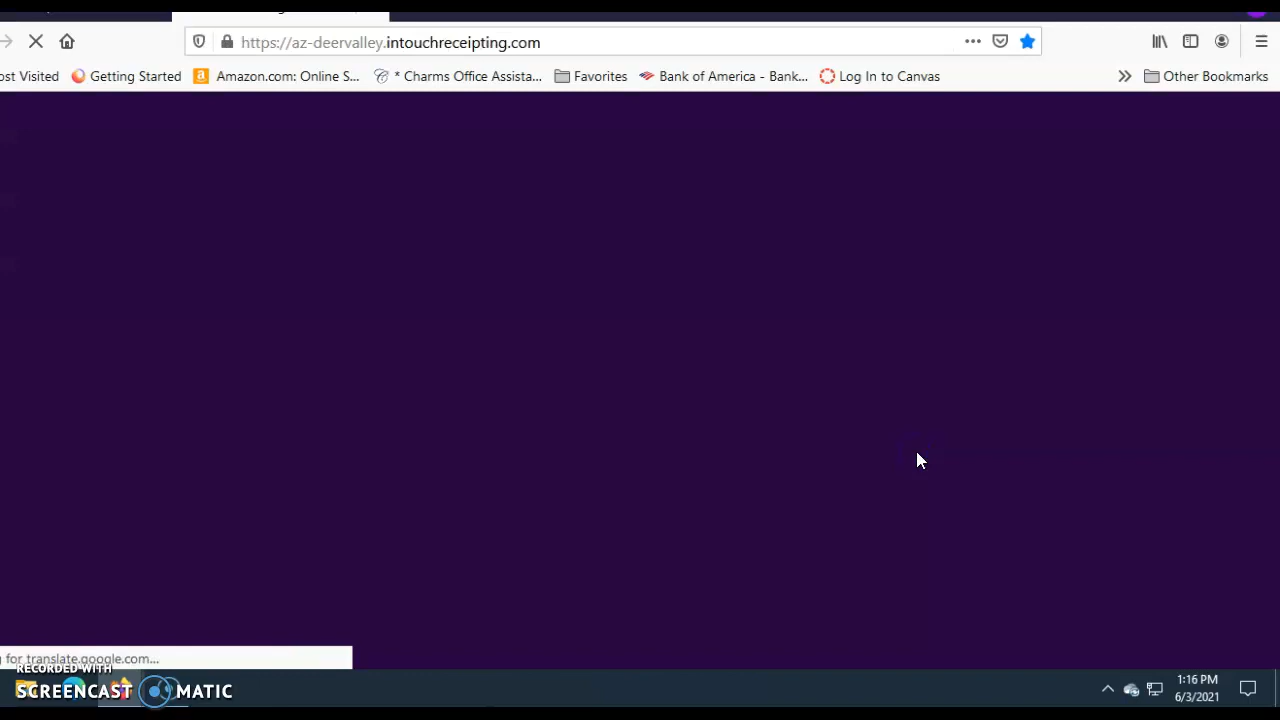 https://az-deervalley.intouchreceipting.com
ost Visited Getting Started Amazon.com: Online S... * Charms Office Assista... Favorites Bank of America - Bank... Log In to Canvas Other Bookmarks
g for translate.google.com...
RECORDED WITH
SCREENCAST MATIC
1:16 PM
6/3/2021